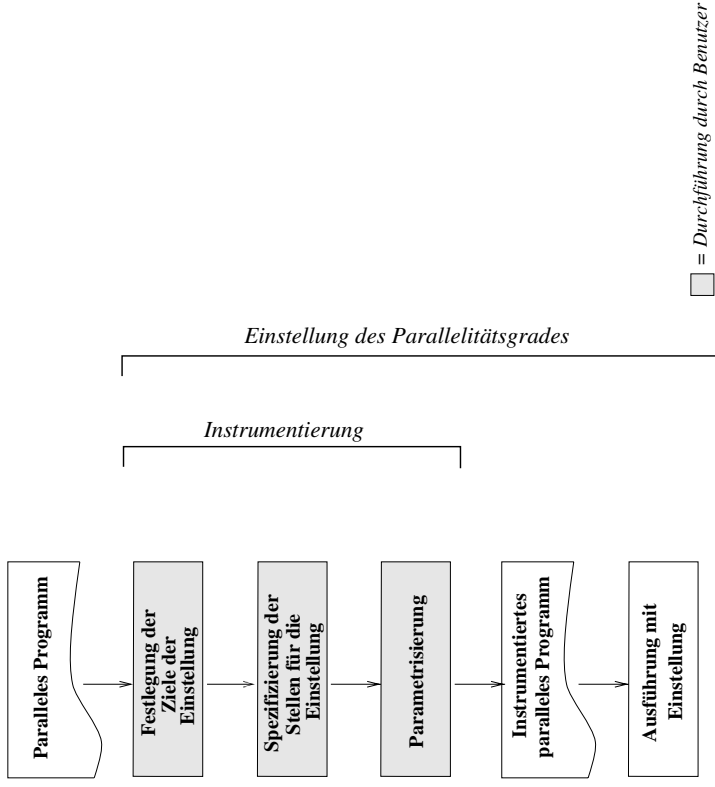 Paralleles Programm
Festlegung der
Ziele der
Einstellung
Spezifizierung der
Stellen für die
Einstellung
Parametrisierung
Instrumentiertes
paralleles Programm
Ausführung mit
Einstellung
Instrumentierung
Einstellung des Parallelitätsgrades
= Durchführung durch Benutzer